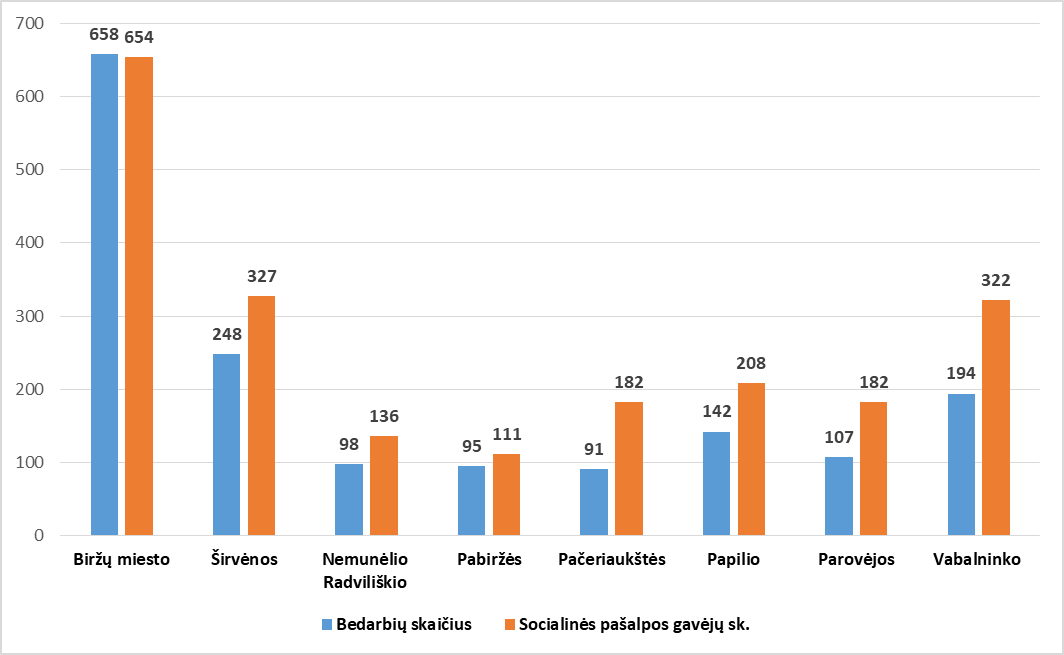 700
600
500
400
300
200
100
0
658 654
248 327
98 136
95 111
91 182
142 208
107 182
194 322
Biržų miesto
Širvėnos
Nemunėlio
Radviliškio
Pabiržės
Pačeriaukštės
Papilio
Parovėjos
Vabalninko
Bedarbių skaičius
Socialinės pašalpos gavėjų sk.